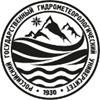 РОССИЙСКИЙ ГОСУДАРСТВЕННЫЙ ГИДРОМЕТЕОРОЛОГИЧЕСКИЙ УНИВЕРСИТЕТ
1930